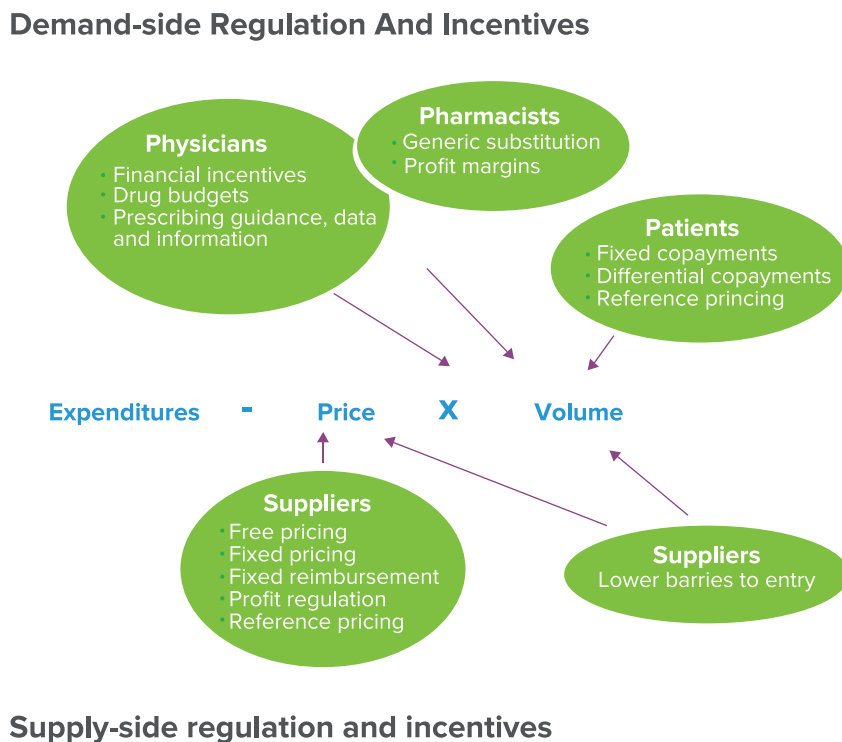 Demand-side Regulation And Incentives
Physicians
· Financial incentives
· Drug budgets
· Prescribing guidance, data
and information
Pharmacists
· Generic substitution
· Profit margins
Patients
· Fixed copayments
· Differential copayments
· Reference princing
Expenditures - Price X Volume
Suppliers
· Free pricing
· Fixed pricing
· Fixed reimbursement
· Profit regulation
· Reference pricing
Suppliers
Lower barries to entry
Supply-side regulation and incentives